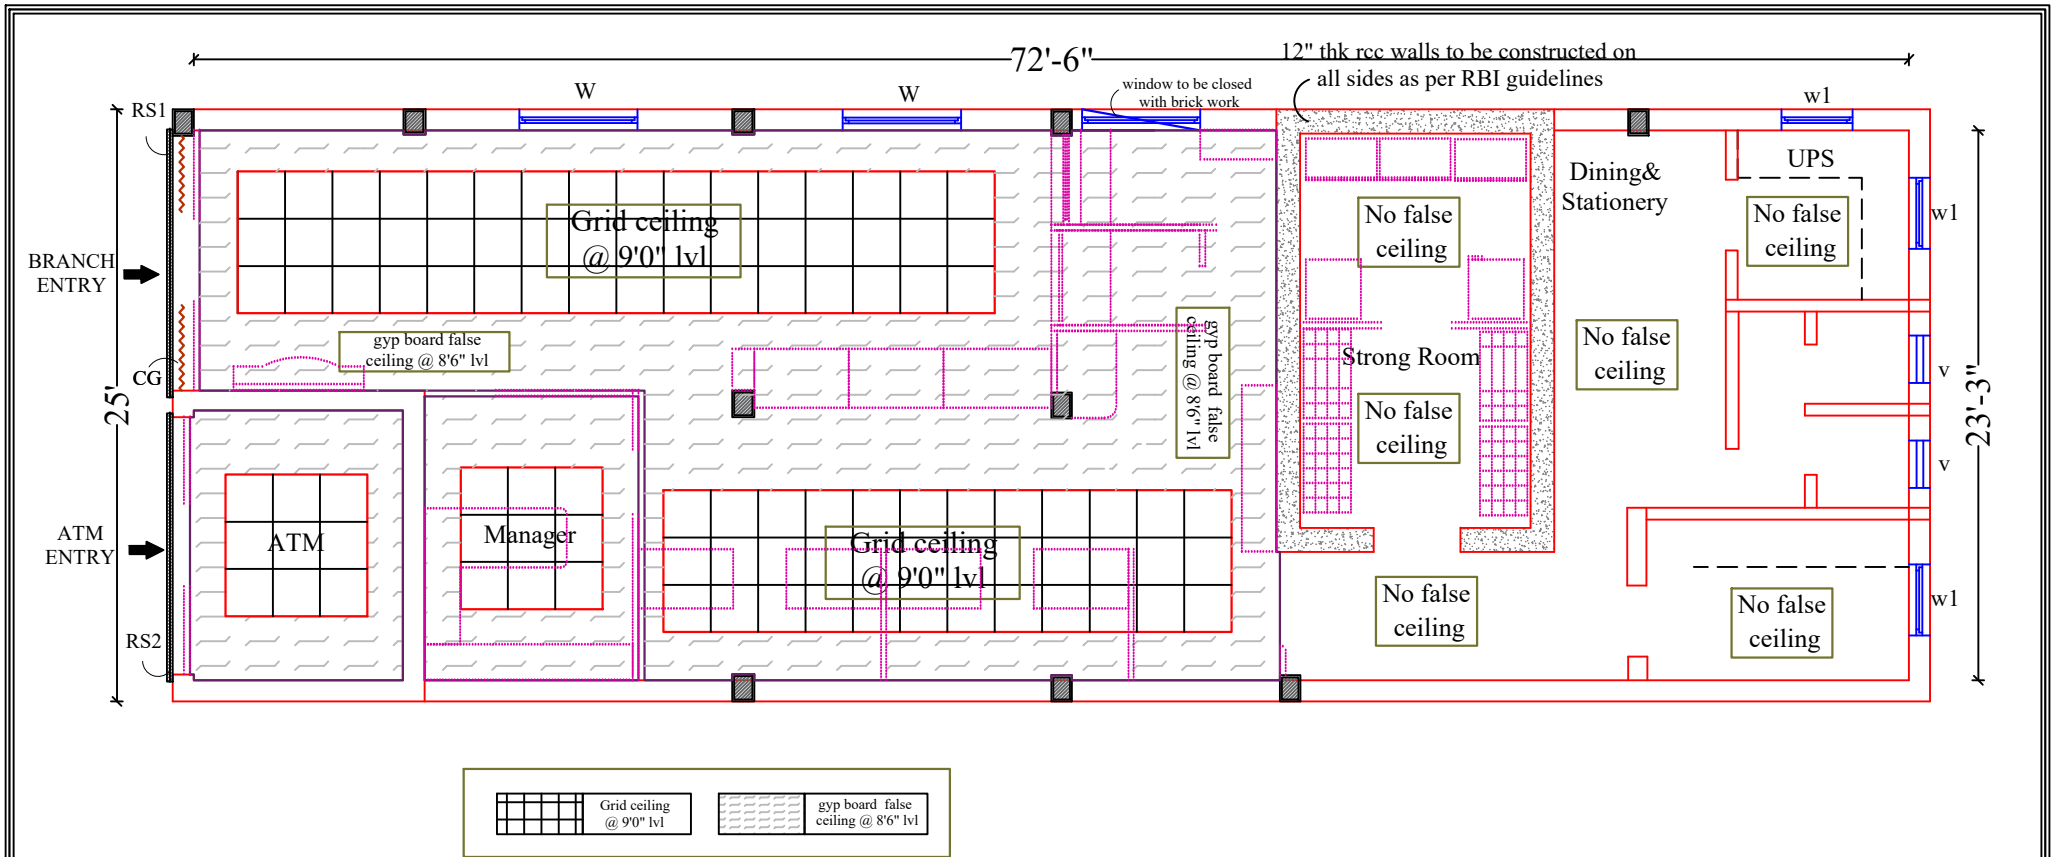 72'-6"
12" thk rcc walls to be constructed on
all sides as per RBI guidelines
W
W
window to be closed
with brick work
w1
RS1
UPS
Dining&
Stationery
No false
ceiling
No false
ceiling
w1
Grid ceiling
@ 9'0" lvl
BRANCH
ENTRY
gyp board false
ceiling @ 8'6" lvl
gyp board  false
ceiling @ 8'6" lvl
Strong Room
No false
ceiling
CG
v
25'
23'-3"
No false
ceiling
v
ATM
ENTRY
ATM
Manager
Grid ceiling
@ 9'0" lvl
No false
ceiling
No false
ceiling
w1
RS2
Grid ceiling
@ 9'0" lvl
gyp board  false
ceiling @ 8'6" lvl